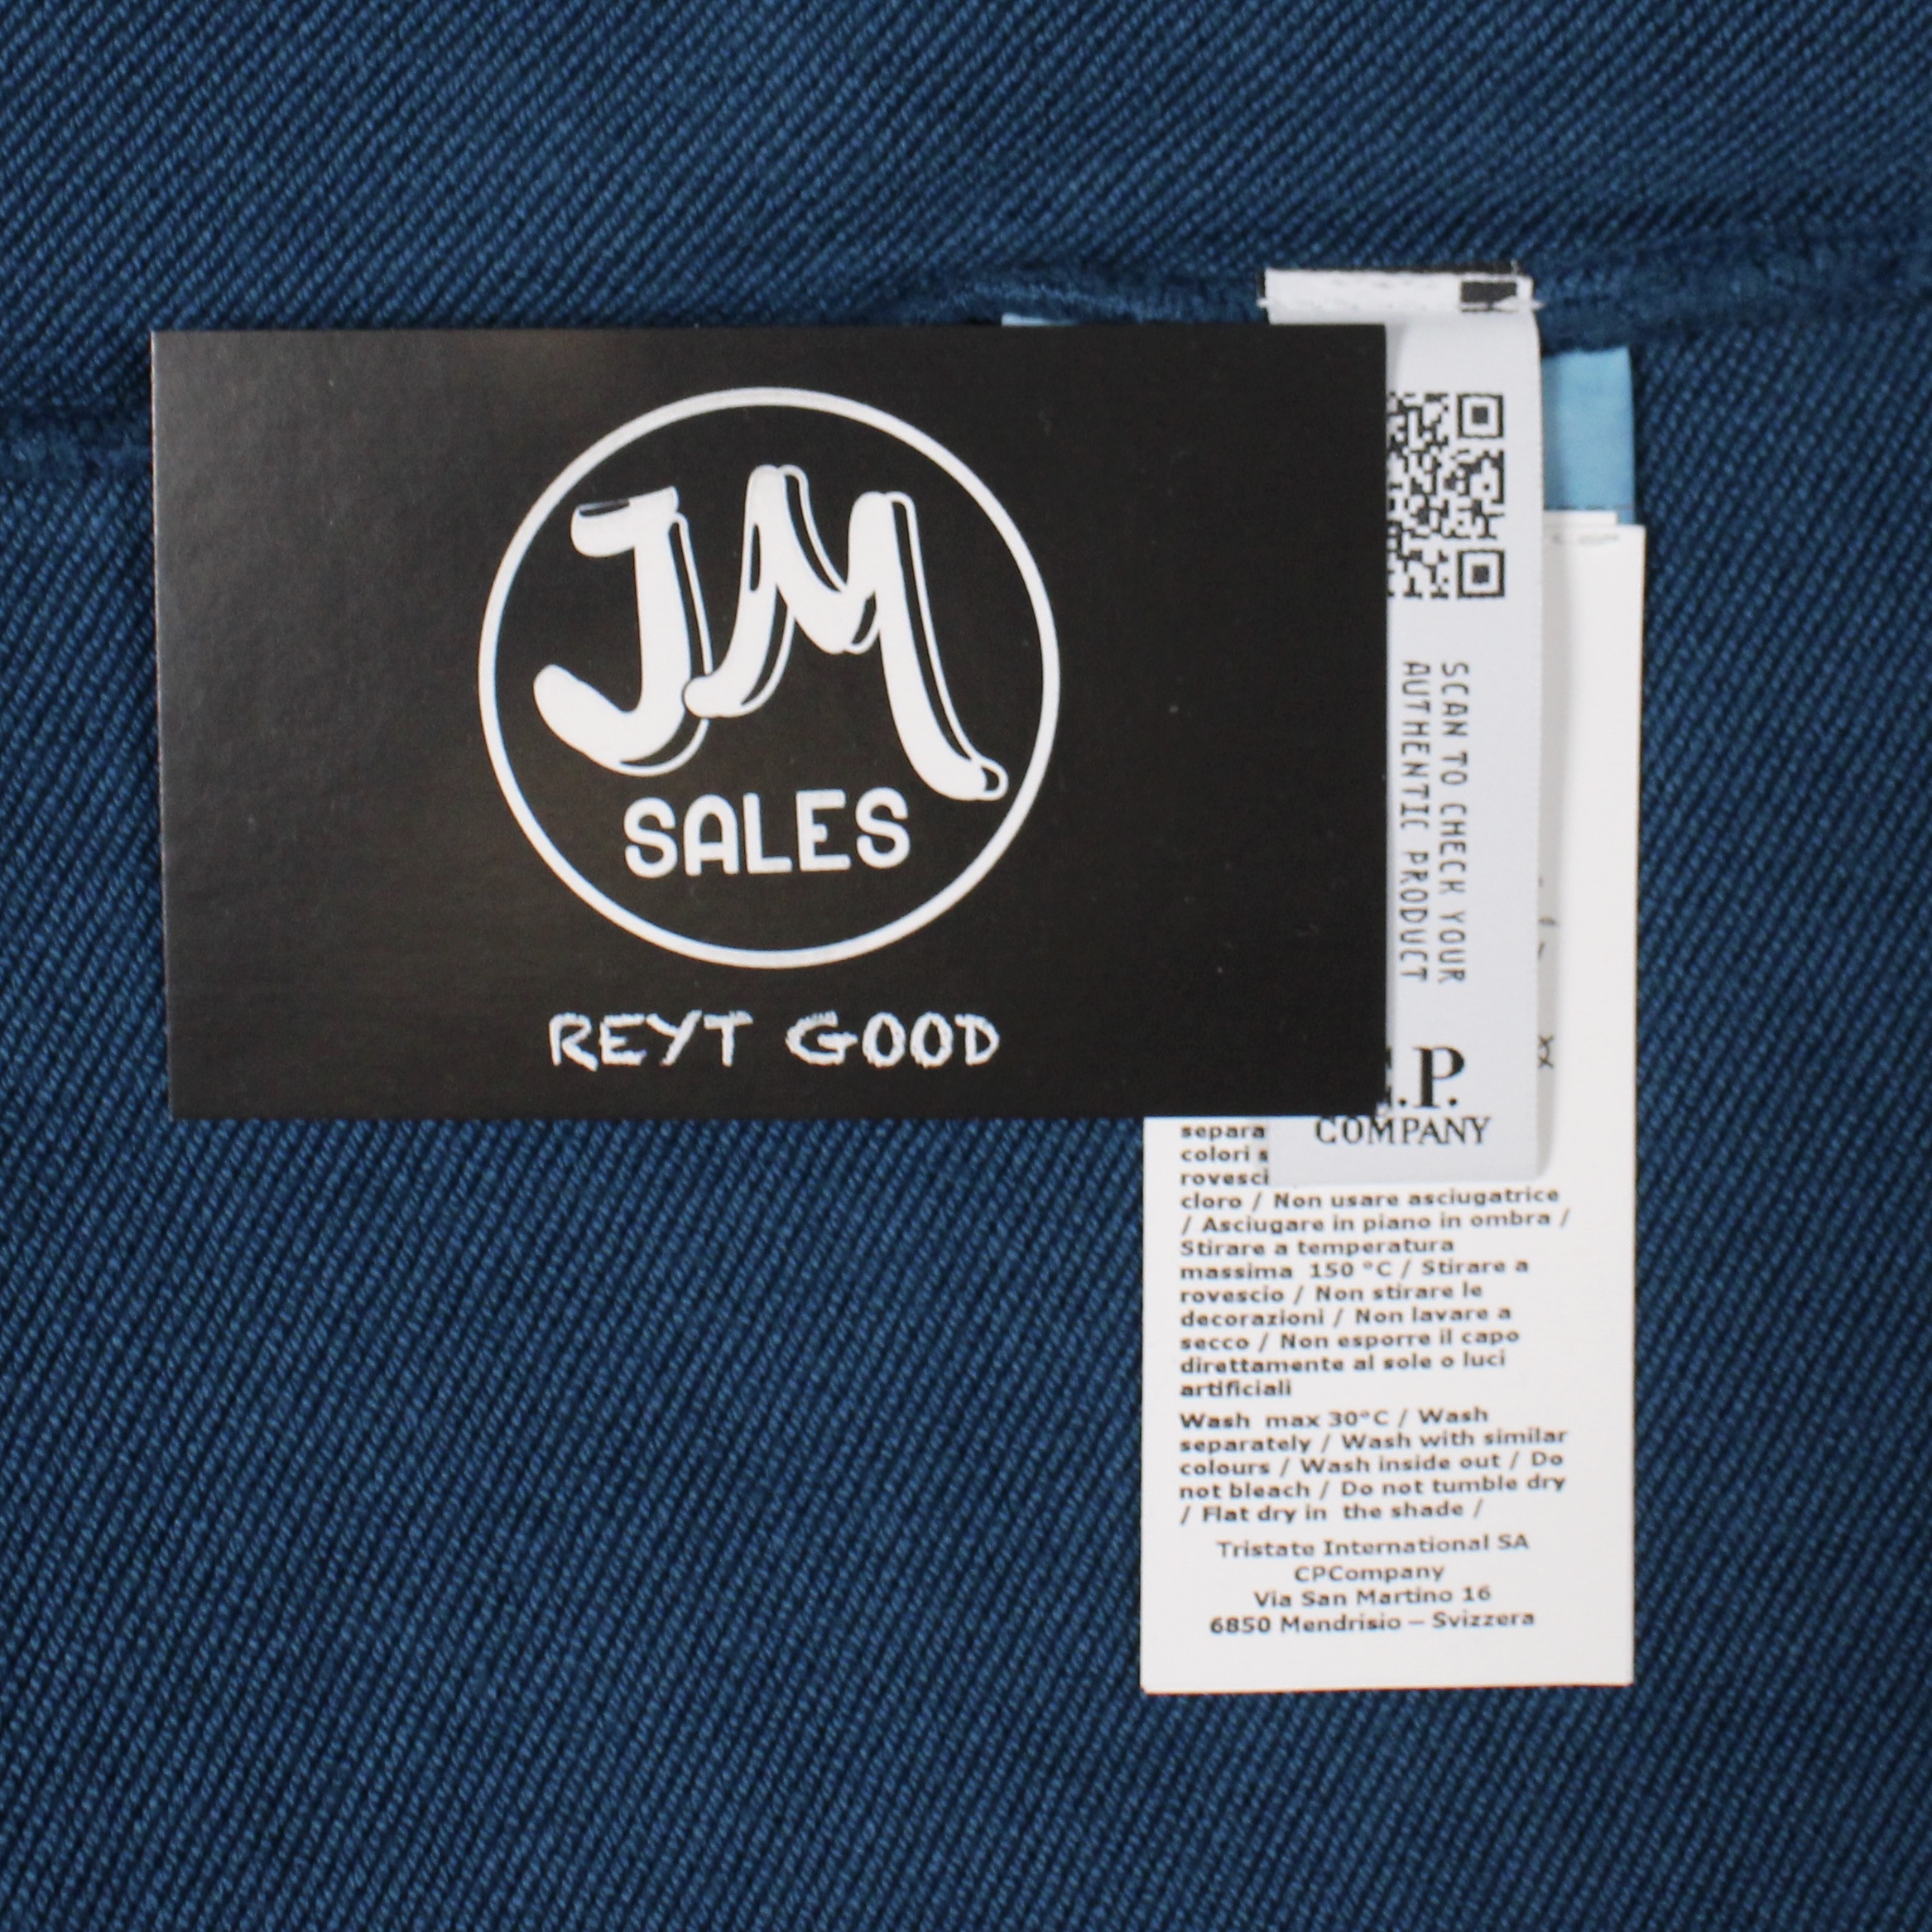 JM
SALES
REYT GOOD
SCAN TO CHECK YOUR
AUTHENTIC PRODUCT
.P.
COMPANY
separa
colori s
rovesci
cloro / Non usare asciugatrice
/ Asciugare in piano in ombra /
Stirare a temperatura
massima 150 °C / Stirare a
rovescio / Non stirare le
decorazioni / Non lavare a
secco / Non esporre il capo
direttamente al sole o luci
artificiali
Wash max 30°C / Wash
separately / Wash with similar
colours / Wash inside out / Do
not bleach / Do not tumble dry
/ Flat dry in the shade /
Tristate International SA
CPCompany
Via San Martino 16
6850 Mendrisio – Svizzera